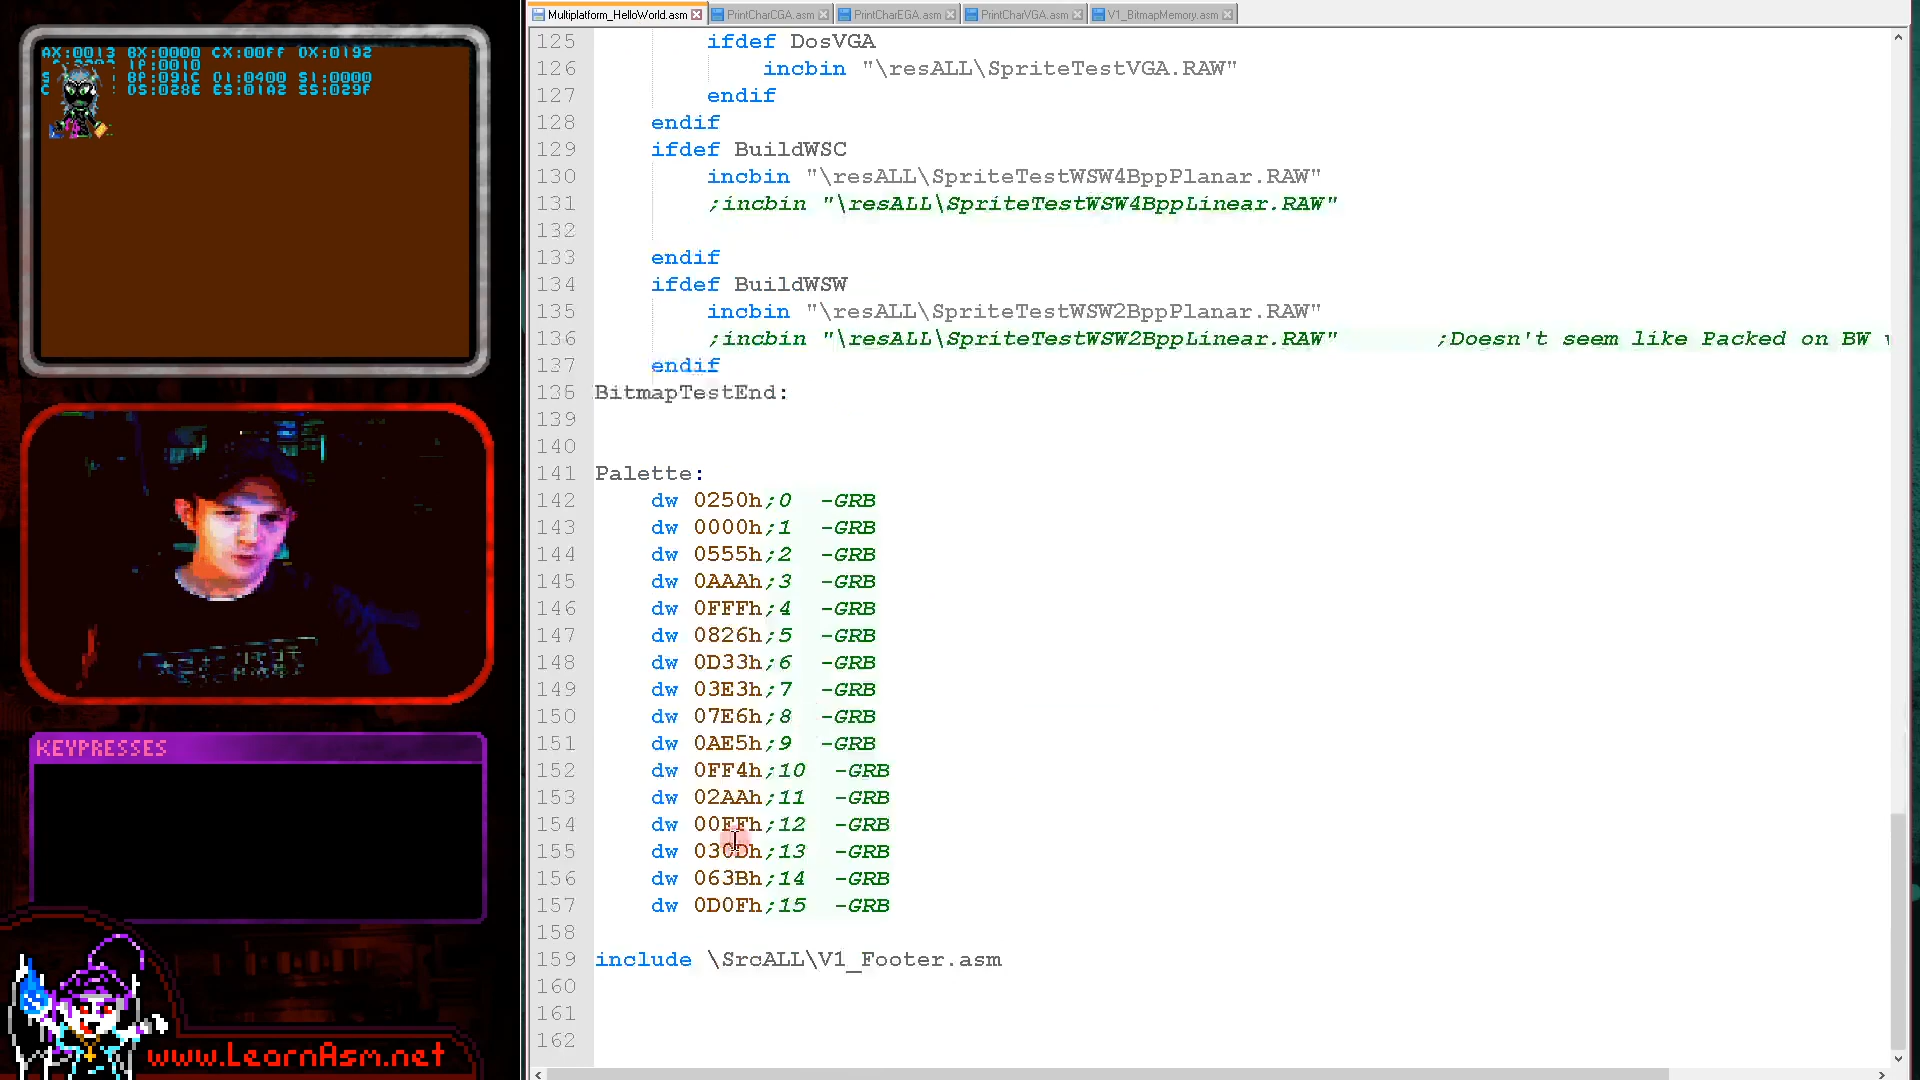 Multiplatform_HelloWorld.asm PrintCharCGA.asm PrintCharEGA.asm PrintCharVGA.asm V1_BitmapMemory.asm
AX:0013 BX:0000 CX:00FF DX:0192
: IP:0010
S : BP:091C DI:0400 SI:0000
C : DS:028E ES:01A2 SS:029F
125 ifdef DosVGA
126 incbin "\resALL\SpriteTestVGA.RAW"
127 endif
128 endif
129 ifdef BuildWSC
130 incbin "\resALL\SpriteTestWSW4BppPlanar.RAW"
131 ;incbin "\resALL\SpriteTestWSW4BppLinear.RAW"
132
133 endif
134 ifdef BuildWSW
135 incbin "\resALL\SpriteTestWSW2BppPlanar.RAW"
136 ;incbin "\resALL\SpriteTestWSW2BppLinear.RAW" ;Doesn't seem like Packed on BW
137 endif
138 BitmapTestEnd:
139
140
141 Palette:
142 dw 0250h;0 -GRB
143 dw 0000h;1 -GRB
144 dw 0555h;2 -GRB
145 dw 0AAAh;3 -GRB
146 dw 0FFFh;4 -GRB
147 dw 0826h;5 -GRB
148 dw 0D33h;6 -GRB
149 dw 03E3h;7 -GRB
150 dw 07E6h;8 -GRB
151 dw 0AE5h;9 -GRB
152 dw 0FF4h;10 -GRB
153 dw 02AAh;11 -GRB
154 dw 00FFh;12 -GRB
155 dw 030Dh;13 -GRB
156 dw 063Bh;14 -GRB
157 dw 0D0Fh;15 -GRB
158
159 include \SrcALL\V1_Footer.asm
160
161
162
KEYPRESSES
www.LearnAsm.net